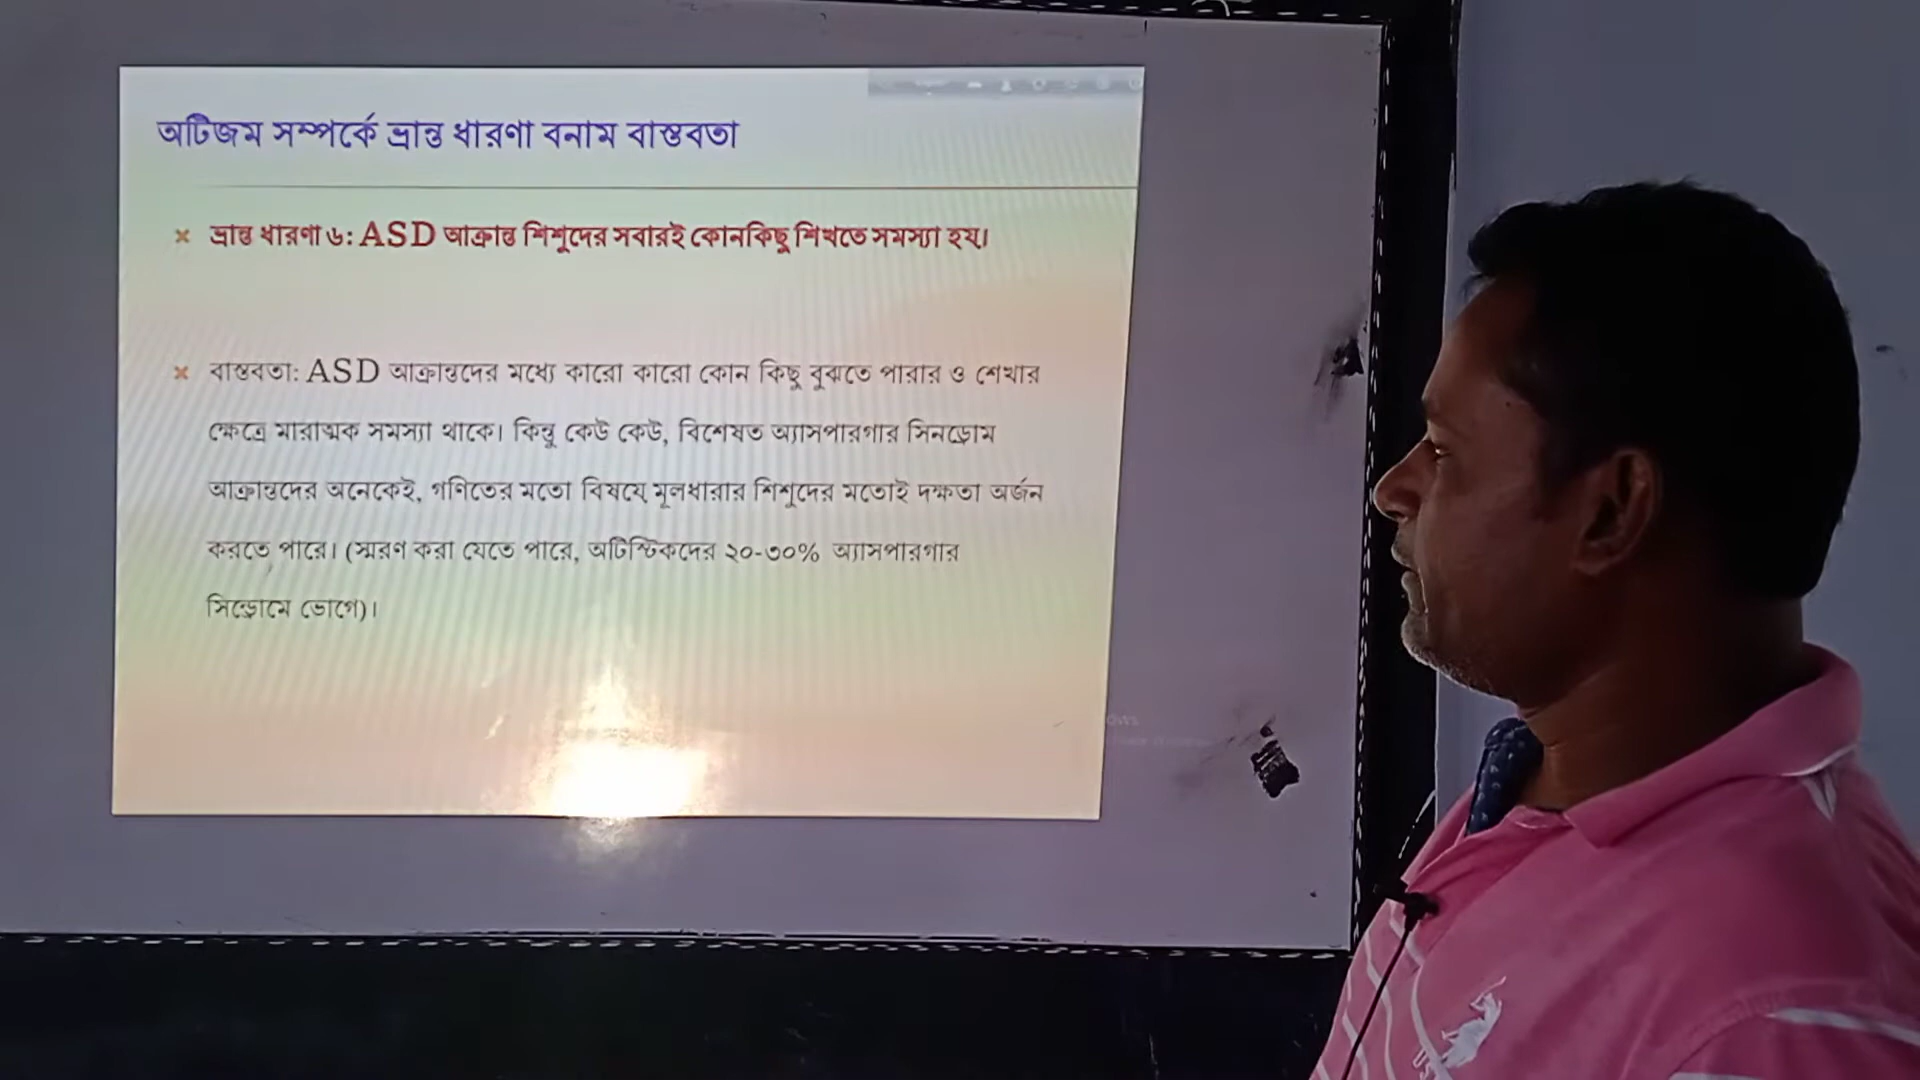 অটিজম সম্পর্কে ভ্রান্ত ধারণা বনাম বাস্তবতা
ভ্রান্ত ধারণা ৬: ASD আক্রান্ত শিশুদের সবারই কোনকিছু শিখতে সমস্যা হয়।
বাস্তবতা: ASD আক্রান্তদের মধ্যে কারো কারো কোন কিছু বুঝতে পারার ও শেখার
ক্ষেত্রে মারাত্মক সমস্যা থাকে। কিন্তু কেউ কেউ, বিশেষত অ্যাসপারগার সিনড্রোম
আক্রান্তদের অনেকেই, গণিতের মতো বিষয়ে মূলধারার শিশুদের মতোই দক্ষতা অর্জন
করতে পারে। (স্মরণ করা যেতে পারে, অটিস্টিকদের ২০-৩০% অ্যাসপারগার
সিন্ড্রোমে ভোগে)।